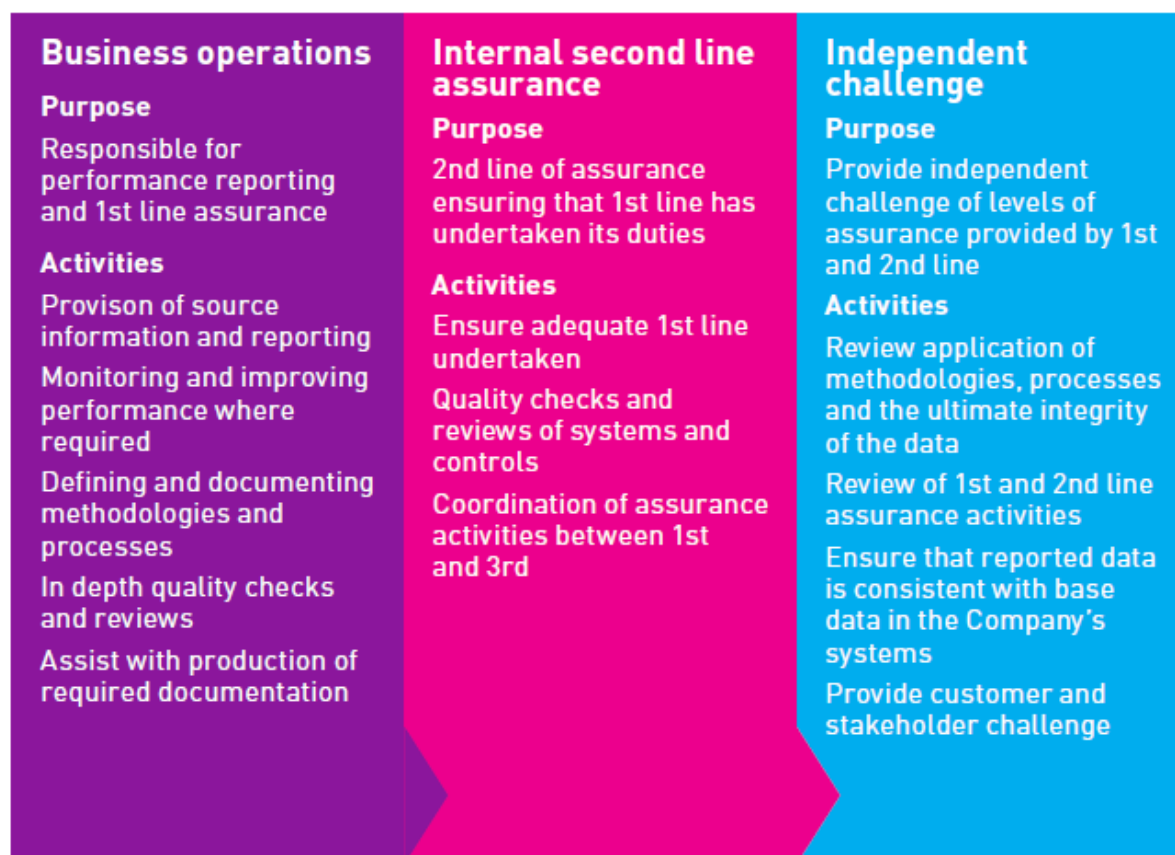 Business operations
Purpose
Responsible for
performance reporting
and 1st line assurance
Activities
Provison of source
information and reporting
Monitoring and improving
performance where
required
Defining and documenting
methodologies and
processes
In depth quality checks
and reviews
Assist with production of
required documentation
Internal second line
assurance
Purpose
2nd line of assurance
ensuring that 1st line has
undertaken its duties
Activities
Ensure adequate 1st line
undertaken
Quality checks and
reviews of systems and
controls
Coordination of assurance
activities between 1st
and 3rd
Independent
challenge
Purpose
Provide independent
challenge of levels of
assurance provided by 1st
and 2nd line
Activities
Review application of
methodologies, processes
and the ultimate integrity
of the data
Review of 1st and 2nd line
assurance activities
Ensure that reported data
is consistent with base
data in the Company's
systems
Provide customer and
stakeholder challenge